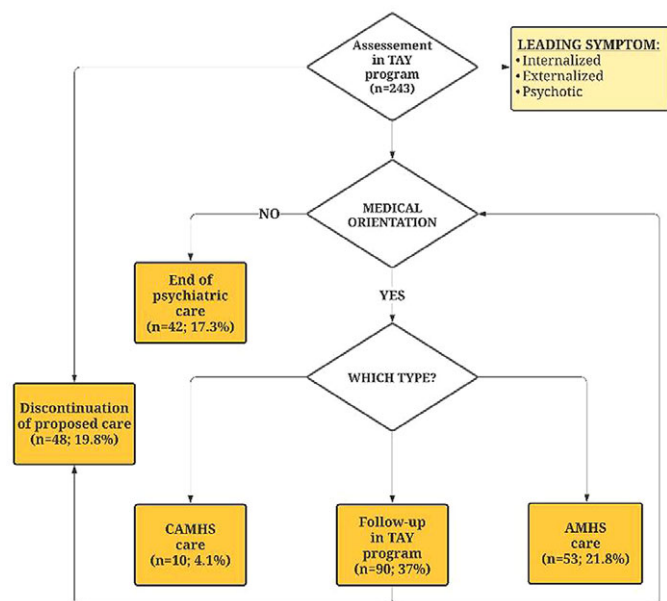 Assessement
in TAY
program
(n=243)
LEADING SYMPTOM:
• Internalized
• Externalized
• Psychotic
MEDICAL
ORIENTATION
NO
End of
psychiatric
care
(n=42; 17.3%)
YES
WHICH TYPE?
Discontinuation
of proposed care
(n=48; 19.8%)
CAMHS
care
(n=10; 4.1%)
Follow-up
in TAY
program
(n=90; 37%)
AMHS
care
(n=53; 21.8%)